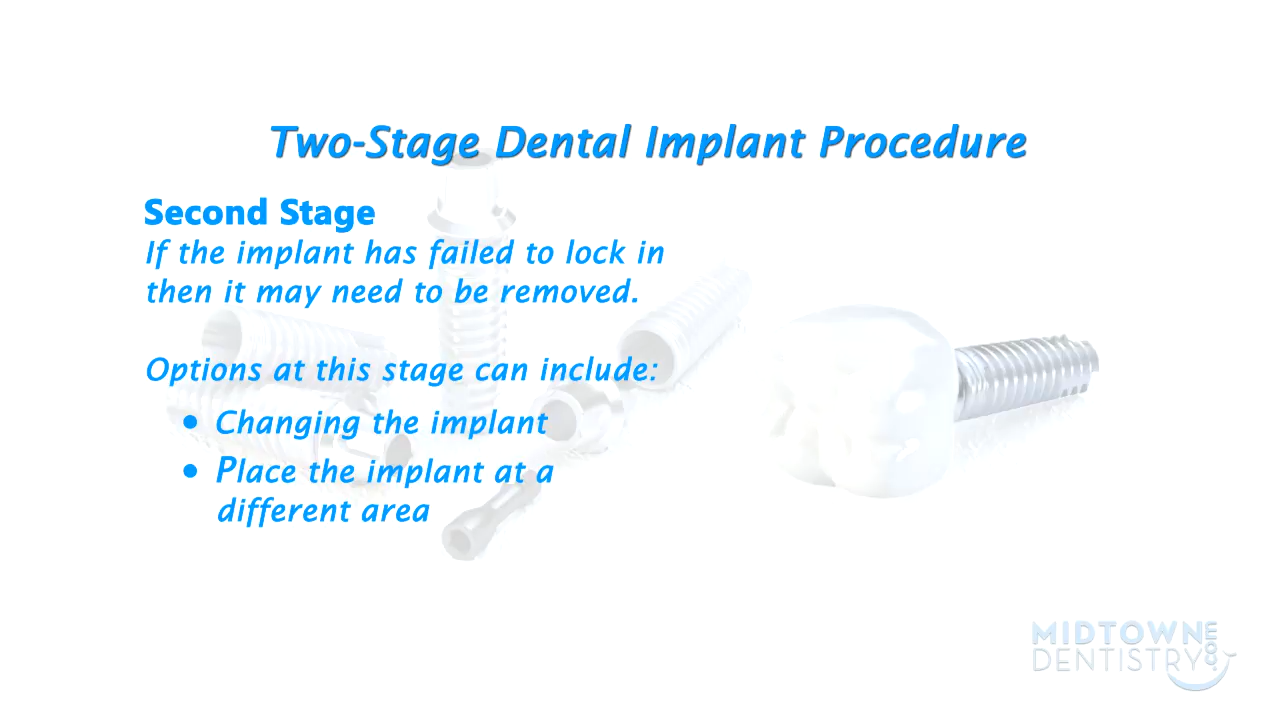 Two-Stage Dental Implant Procedure
Second Stage
If the implant has failed to lock in
then it may need to be removed.
Options at this stage can include:
• Changing the implant
• Place the implant at a
different area
MIDTOWNE
DENTISTRY.com